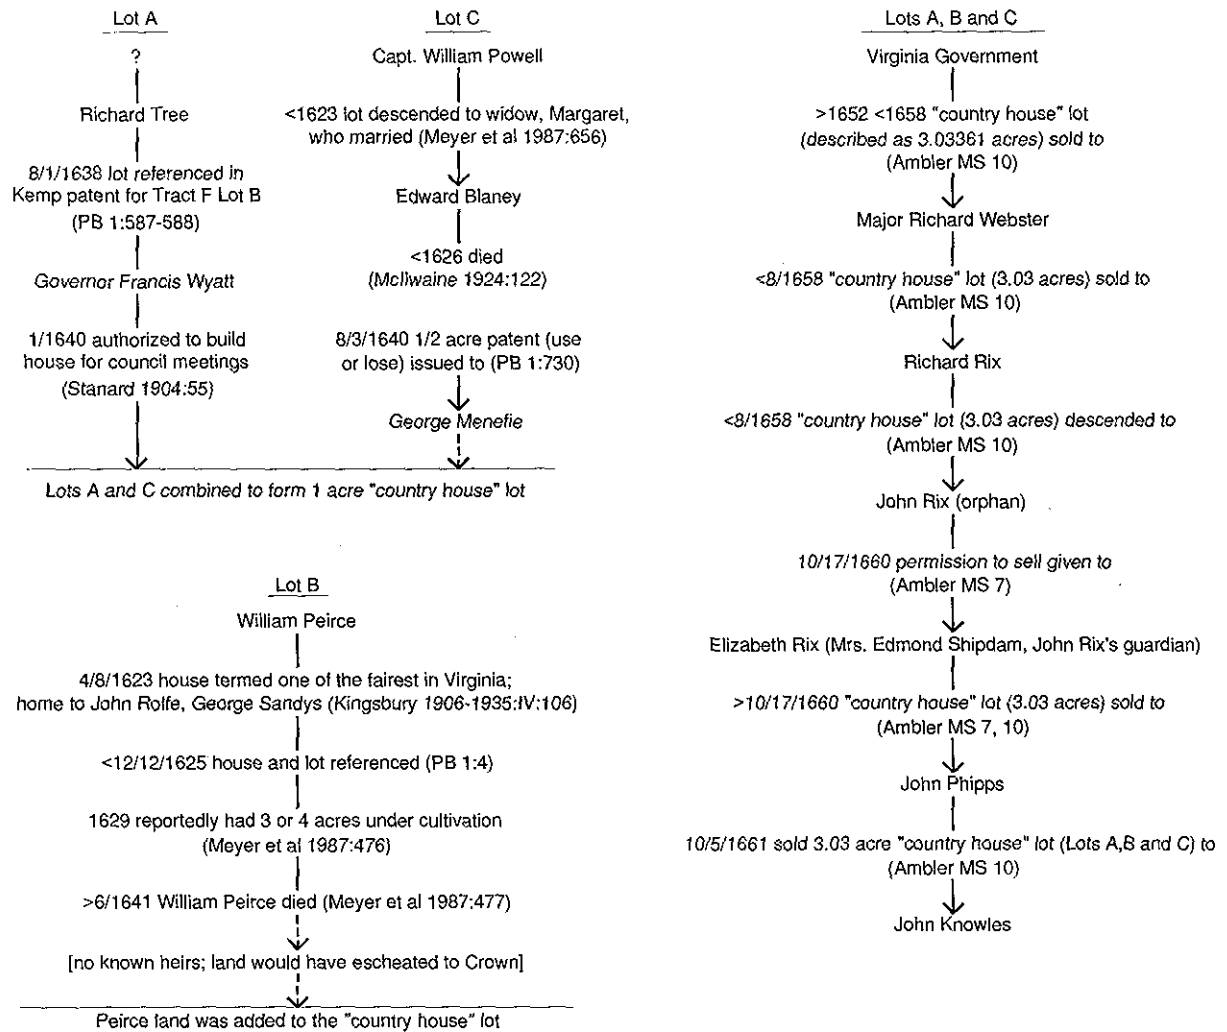 Lot A
?
Richard Tree
8/1/1638 lot referenced in
Kemp patent for Tract F Lot B
(PB 1:587-588)
Governor Francis Wyatt
1/1640 authorized to build
house for council meetings
(Stanard 1904:55)
Lot C
Capt. William Powell
<1623 lot descended to widow, Margaret,
who married (Meyer et al 1987:656)
Edward Blaney
<1626 died
(McIlwaine 1924:122)
8/3/1640 1/2 acre patent (use
or lose) issued to (PB 1:730)
George Menefie
Lots A and C combined to form 1 acre "country house" lot
Lot B
William Peirce
4/8/1623 house termed one of the fairest in Virginia;
home to John Rolfe, George Sandys (Kingsbury 1906-1935:IV:106)
<12/12/1625 house and lot referenced (PB 1:4)
1629 reportedly had 3 or 4 acres under cultivation
(Meyer et al 1987:476)
>6/1641 William Peirce died (Meyer et al 1987:477)
[no known heirs; land would have escheated to Crown]
Peirce land was added to the "country house" lot
Lots A, B and C
Virginia Government
>1652 <1658 "country house" lot
(described as 3.03361 acres) sold to
(Ambler MS 10)
Major Richard Webster
<8/1658 "country house" lot (3.03 acres) sold to
(Ambler MS 10)
Richard Rix
<8/1658 "country house" lot (3.03 acres) descended to
(Ambler MS 10)
John Rix (orphan)
10/17/1660 permission to sell given to
(Ambler MS 7)
Elizabeth Rix (Mrs. Edmond Shipdam, John Rix's guardian)
>10/17/1660 "country house" lot (3.03 acres) sold to
(Ambler MS 7, 10)
John Phipps
10/5/1661 sold 3.03 acre "country house" lot (Lots A,B and C) to
(Ambler MS 10)
John Knowles